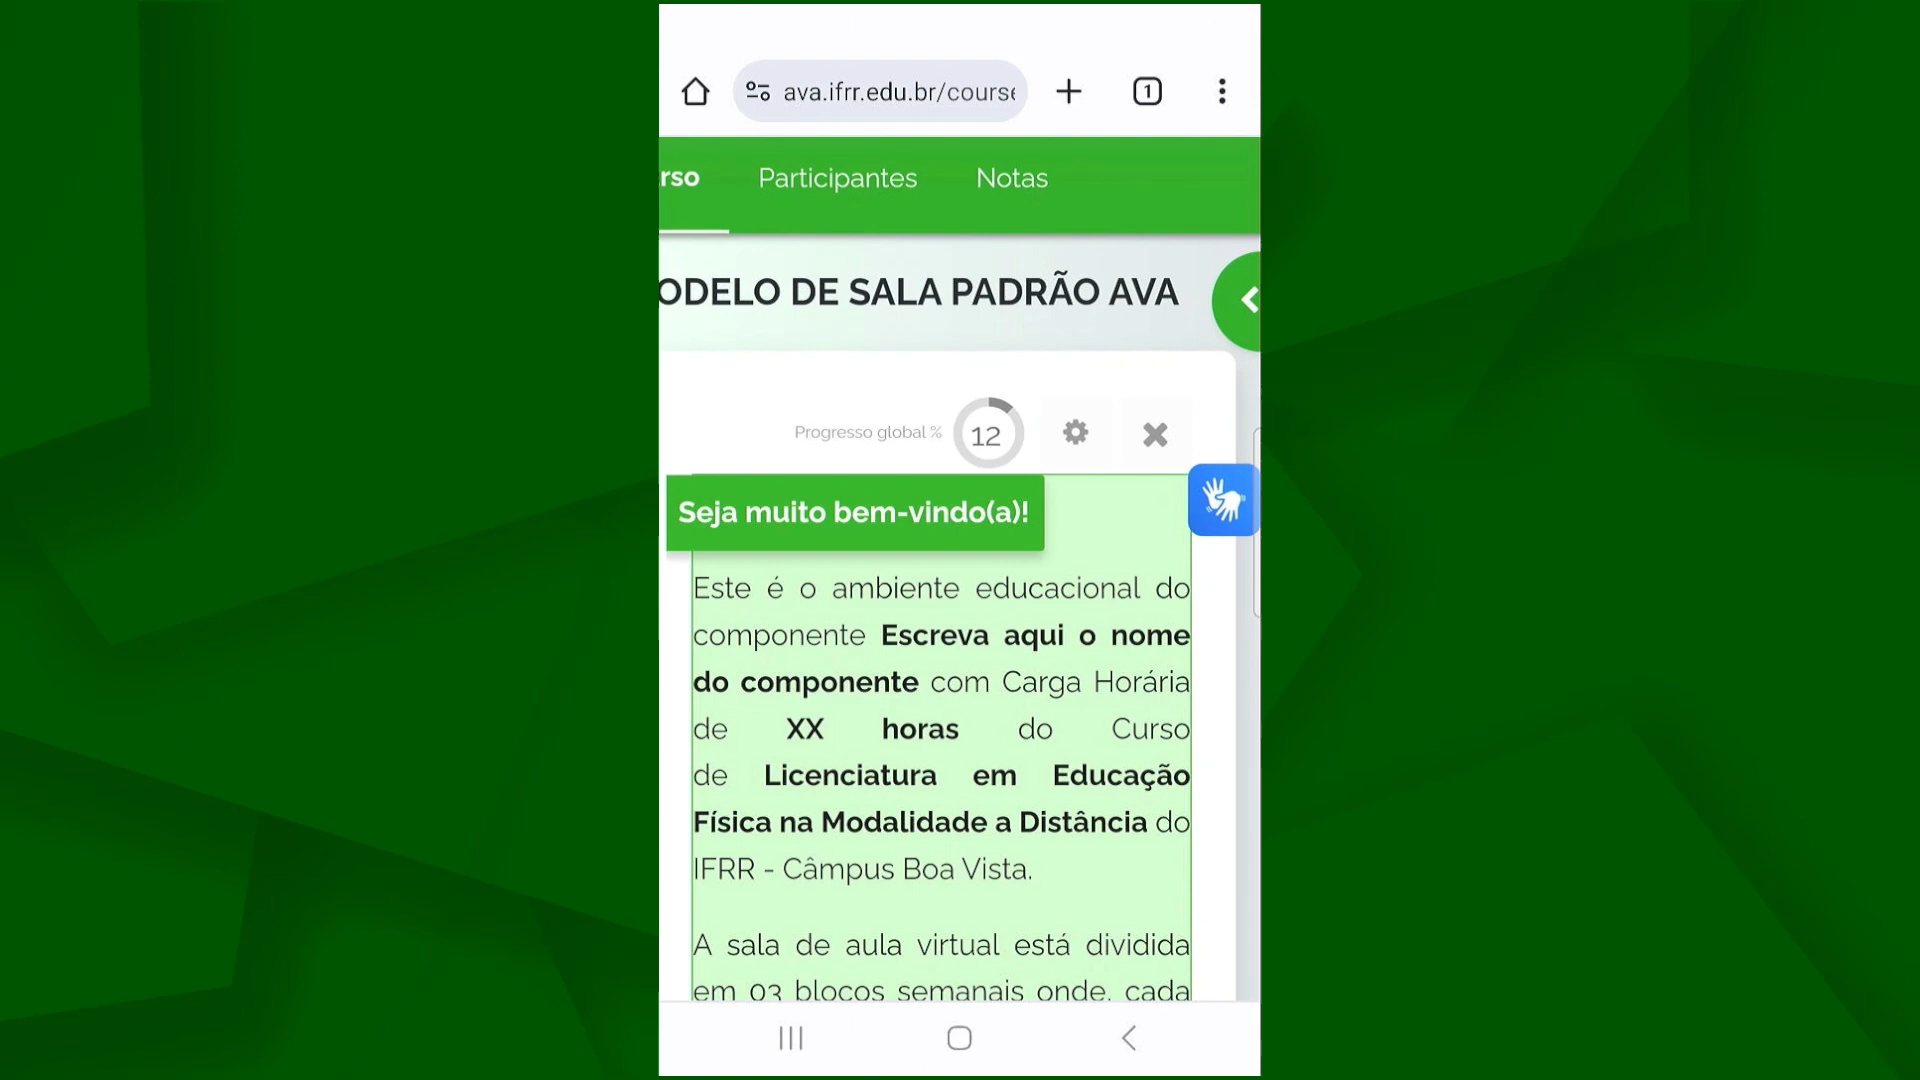 ava.ifrr.edu.br/course
1
rso
Participantes
Notas
ODELO DE SALA PADRÃO AVA
Progresso global %
12
Seja muito bem-vindo(a)!
Este é o ambiente educacional do
componente Escreva aqui o nome
do componente com Carga Horária
de XX horas do Curso
de Licenciatura em Educação
Física na Modalidade a Distância do
IFRR - Câmpus Boa Vista.
A sala de aula virtual está dividida
em 03 blocos semanais onde, cada